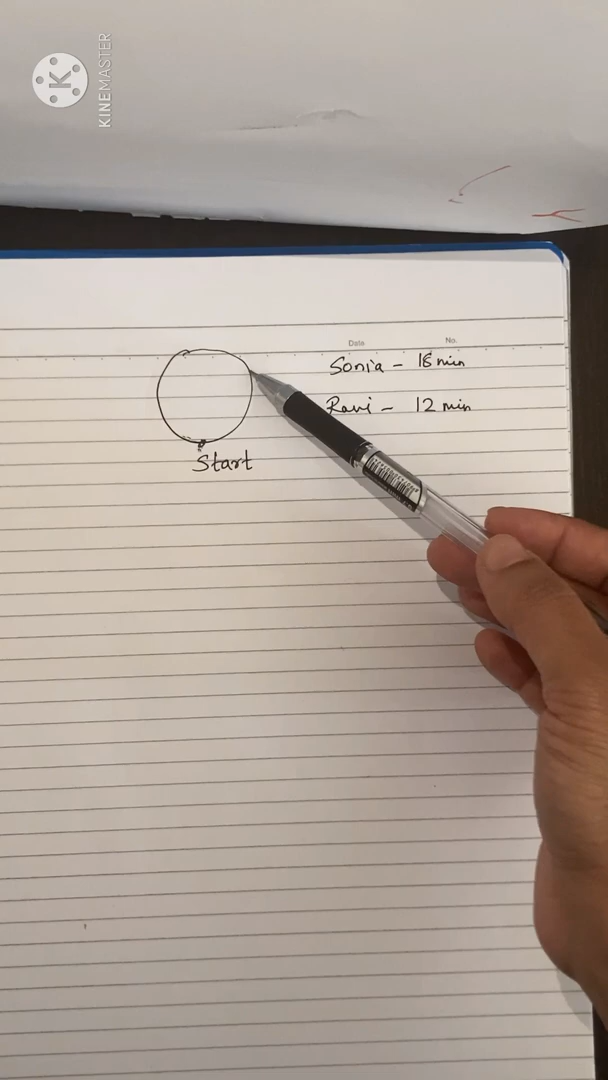 KINEMASTER
Date No.
Sonia - 18 min
Ravi - 12 min
Start